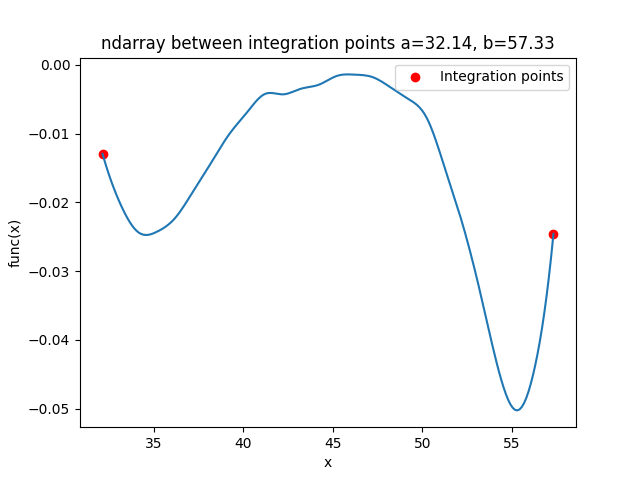 ndarray between integration points a=32.14, b=57.33
Integration points
0.00
−0.01
−0.02
−0.03
−0.04
−0.05
func(x)
35 40 45 50 55
x